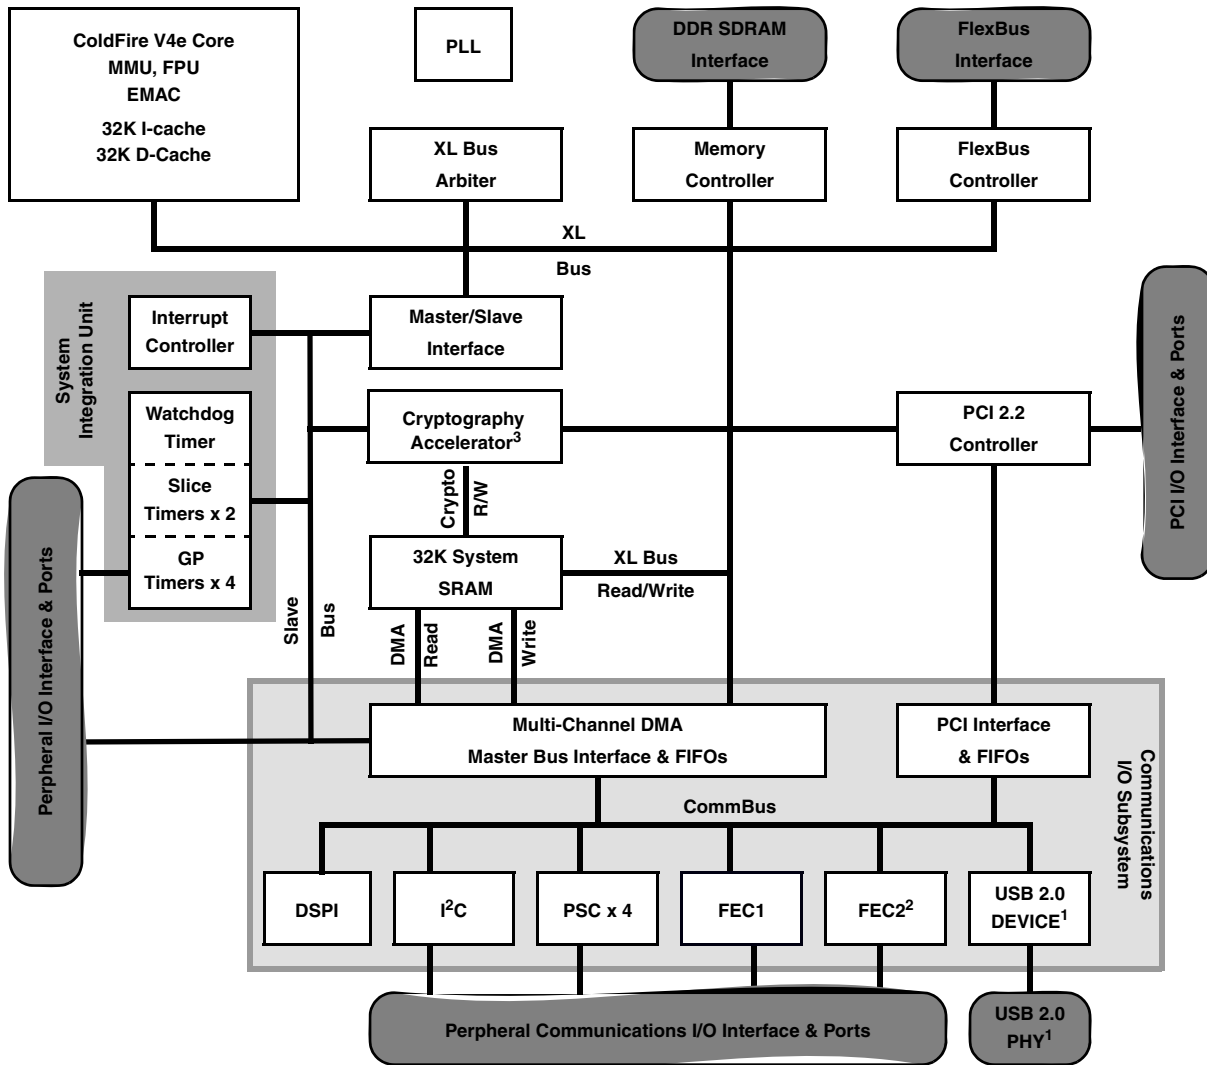 ColdFire V4e Core
MMU, FPU
EMAC
32K I-cache
32K D-Cache
PLL
DDR SDRAM
Interface
FlexBus
Interface
XL Bus
Arbiter
Memory
Controller
FlexBus
Controller
XL
Bus
System
Integration Unit
Interrupt
Controller
Master/Slave
Interface
Watchdog
Timer
Slice
Timers x 2
GP
Timers x 4
Cryptography
Accelerator³
PCI 2.2
Controller
PCI I/O Interface & Ports
Crypto
R/W
32K System
SRAM
XL Bus
Read/Write
Perpheral I/O Interface & Ports
Slave
Bus
DMA
Read
DMA
Write
Multi-Channel DMA
Master Bus Interface & FIFOs
PCI Interface
& FIFOs
Communications
I/O Subsystem
CommBus
DSPI
I²C
PSC x 4
FEC1
FEC2²
USB 2.0
DEVICE¹
Perpheral Communications I/O Interface & Ports
USB 2.0
PHY¹